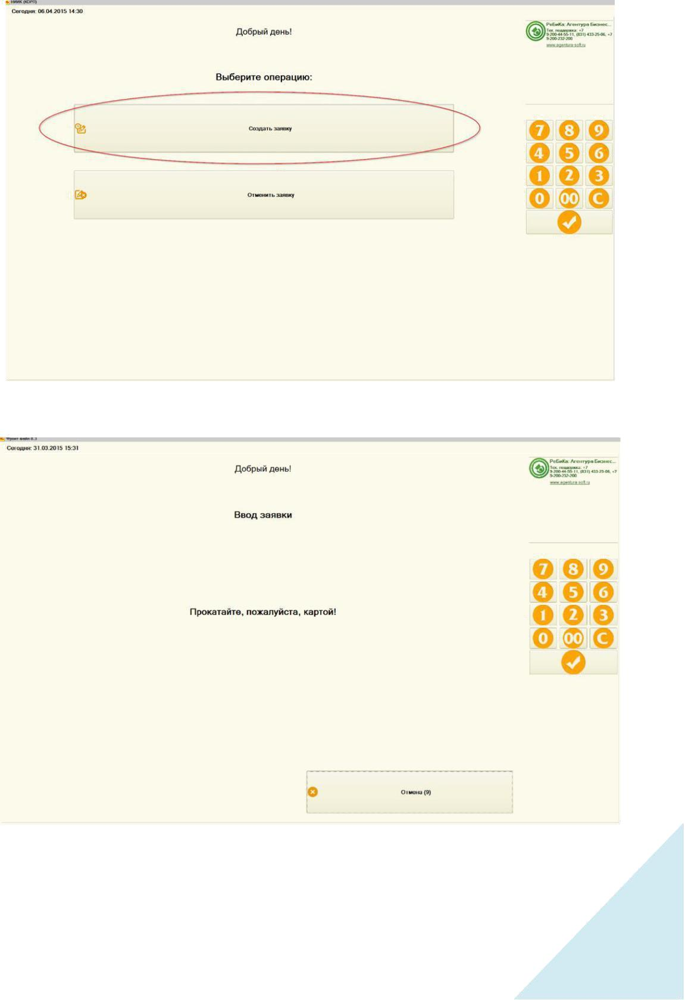 НИИК (КОРП)
Сегодня: 06.04.2015 14:30
Добрый день!
РеБиКа: Агентура Бизнес...
Тех. поддержка: +7
9-200-44-55-11, (831) 433-25-06, +7
9-200-232-200
www.agentura-soft.ru
Выберите операцию:
Создать заявку
Отменить заявку
7 8 9
4 5 6
1 2 3
0 00 C
Фронт файл 8.3
Сегодня: 31.03.2015 15:31
Добрый день!
РеБиКа: Агентура Бизнес...
Тех. поддержка: +7
9-200-44-55-11, (831) 433-25-06, +7
9-200-232-200
www.agentura-soft.ru
Ввод заявки
Прокатайте, пожалуйста, картой!
7 8 9
4 5 6
1 2 3
0 00 C
Отмена (9)